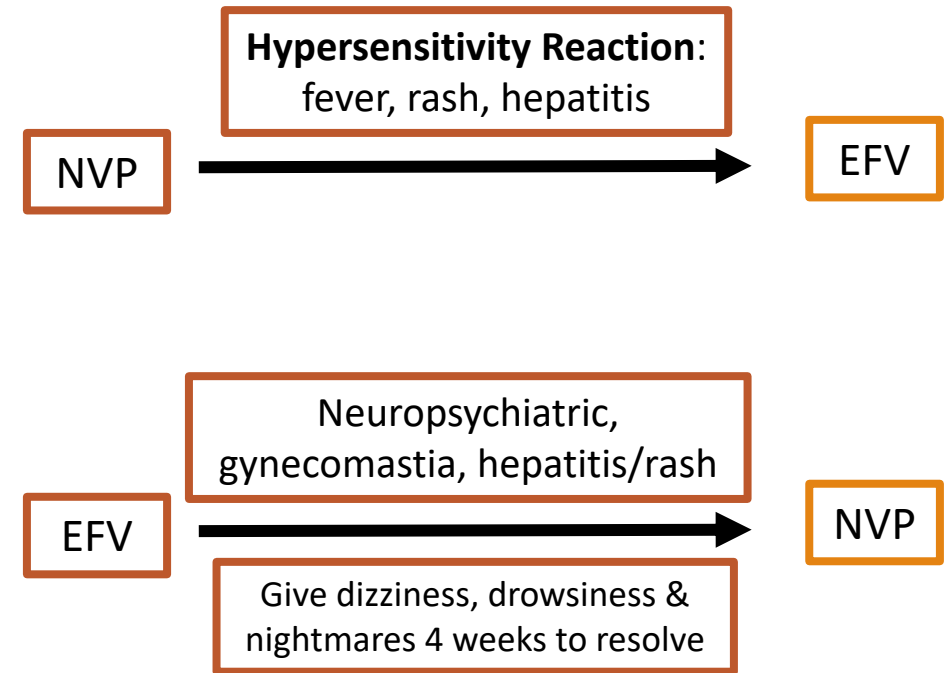 Hypersensitivity Reaction:
fever, rash, hepatitis
NVP
EFV
Neuropsychiatric,
gynecomastia, hepatitis/rash
EFV
NVP
Give dizziness, drowsiness &
nightmares 4 weeks to resolve